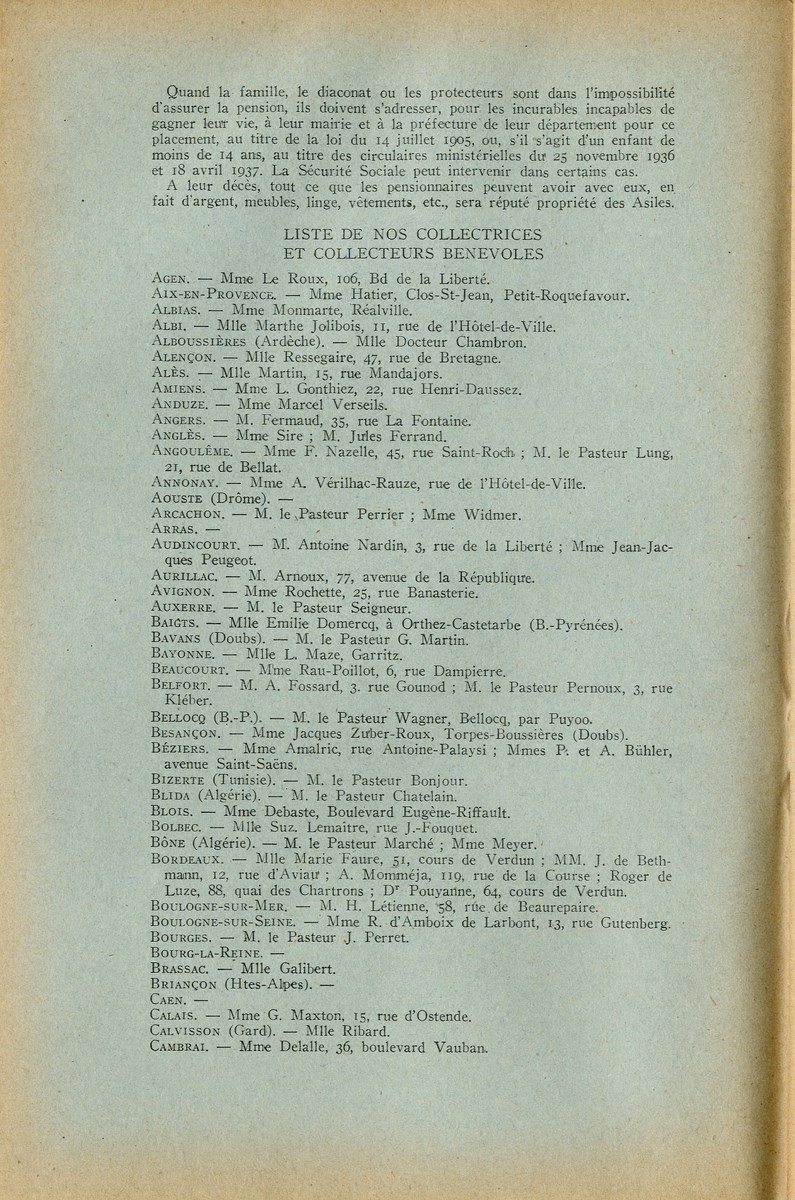 Quand la famille, le diaconat ou les protecteurs sont dans l'impossibilité
d'assurer la pension, ils doivent s'adresser, pour les incurables incapables de
gagner leur vie, à leur mairie et à la préfecture de leur département pour ce
placement, au titre de la loi du 14 juillet 1905, ou, s'il s'agit d'un enfant de
moins de 14 ans, au titre des circulaires ministérielles du 25 novembre 1936
et 18 avril 1937. La Sécurité Sociale peut intervenir dans certains cas.
A leur décès, tout ce que les pensionnaires peuvent avoir avec eux, en
fait d'argent, meubles, linge, vêtements, etc., sera réputé propriété des Asiles.
LISTE DE NOS COLLECTRICES
ET COLLECTEURS BENEVOLES
AGEN. — Mme Le Roux, 106, Bd de la Liberté.
AIX-EN-PROVENCE. — Mme Hatier, Clos-St-Jean, Petit-Roquefavour.
ALBIAS. — Mme Monmarte, Réalville.
ALBI. — Mlle Marthe Jolibois, 11, rue de l'Hôtel-de-Ville.
ALBOUSSIÈRES (Ardèche). — Mlle Docteur Chambron.
ALENÇON. — Mlle Ressegaire, 47, rue de Bretagne.
ALÈS. — Mlle Martin, 15, rue Mandajors.
AMIENS. — Mme L. Gonthiez, 22, rue Henri-Daussez.
ANDUZE. — Mme Marcel Verseils.
ANGERS. — M. Fermaud, 35, rue La Fontaine.
ANGLÈS. — Mme Sire ; M. Jules Ferrand.
ANGOULÊME. — Mme F. Nazelle, 45, rue Saint-Roch ; M. le Pasteur Lung,
21, rue de Bellat.
ANNONAY. — Mme A. Vérilhac-Rauze, rue de l'Hôtel-de-Ville.
AOUSTE (Drôme). —
ARCACHON. — M. le Pasteur Perrier ; Mme Widmer.
ARRAS. —
AUDINCOURT. — M. Antoine Nardin, 3, rue de la Liberté ; Mme Jean-Jac-
ques Peugeot.
AURILLAC. — M. Arnoux, 77, avenue de la République.
AVIGNON. — Mme Rochette, 25, rue Banasterie.
AUXERRE. — M. le Pasteur Seigneur.
BAIGTS. — Mlle Emilie Domercq, à Orthez-Castetarbe (B.-Pyrénées).
BAVANS (Doubs). — M. le Pasteur G. Martin.
BAYONNE. — Mlle L. Maze, Garritz.
BEAUCOURT. — Mme Rau-Poillot, 6, rue Dampierre.
BELFORT. — M. A. Fossard, 3. rue Gounod ; M. le Pasteur Pernoux, 3, rue
Kléber.
BELLOCQ (B.-P.). — M. le Pasteur Wagner, Bellocq, par Puyoo.
BESANÇON. — Mme Jacques Zuber-Roux, Torpes-Boussières (Doubs).
BÉZIERS. — Mme Amalric, rue Antoine-Palaysi ; Mmes P. et A. Bühler,
avenue Saint-Saëns.
BIZERTE (Tunisie). — M. le Pasteur Bonjour.
BLIDA (Algérie). — M. le Pasteur Chatelain.
BLOIS. — Mme Debaste, Boulevard Eugène-Riffault.
BOLBEC. — Mlle Suz. Lemaître, rue J.-Fouquet.
BÔNE (Algérie). — M. le Pasteur Marché ; Mme Meyer.
BORDEAUX. — Mlle Marie Faure, 51, cours de Verdun ; MM. J. de Beth-
mann, 12, rue d'Aviau ; A. Momméja, 119, rue de la Course ; Roger de
Luze, 88, quai des Chartrons ; Dr Pouyanne, 64, cours de Verdun.
BOULOGNE-SUR-MER. — M. H. Létienne, 58, rue de Beaurepaire.
BOULOGNE-SUR-SEINE. — Mme R. d'Amboix de Larbont, 13, rue Gutenberg.
BOURGES. — M. le Pasteur J. Perret.
BOURG-LA-REINE. —
BRASSAC. — Mlle Galibert.
BRIANÇON (Htes-Alpes). —
CAEN. —
CALAIS. — Mme G. Maxton, 15, rue d'Ostende.
CALVISSON (Gard). — Mlle Ribard.
CAMBRAI. — Mme Delalle, 36, boulevard Vauban.